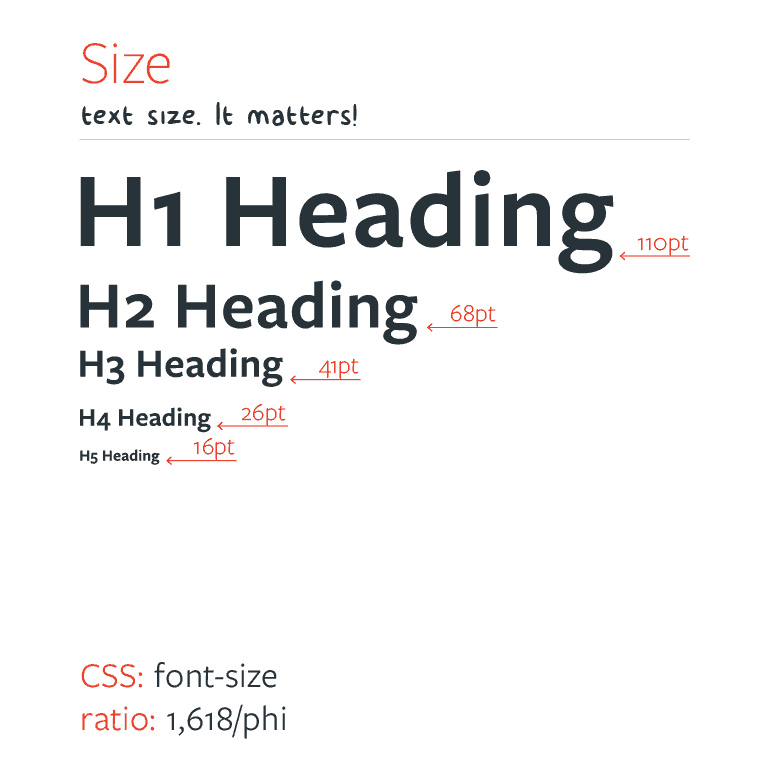 Size
text size. It matters!
H1 Heading
110pt
H2 Heading
68pt
H3 Heading
41pt
H4 Heading
26pt
H5 Heading
16pt
CSS: font-size
ratio: 1,618/phi